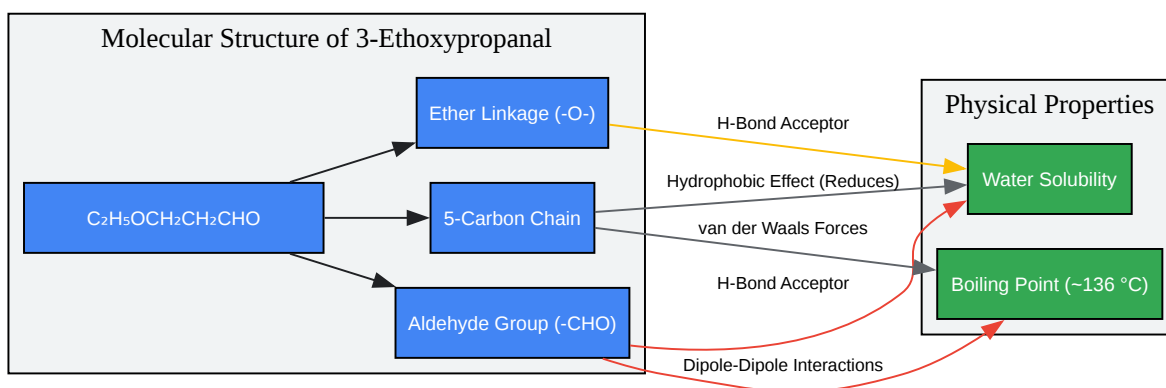 Molecular Structure of 3-Ethoxypropanal
Ether Linkage (-O-)
C₂H₅OCH₂CH₂CHO
5-Carbon Chain
Aldehyde Group (-CHO)
H-Bond Acceptor
Hydrophobic Effect (Reduces)
van der Waals Forces
H-Bond Acceptor
Dipole-Dipole Interactions
Physical Properties
Water Solubility
Boiling Point (~136 °C)